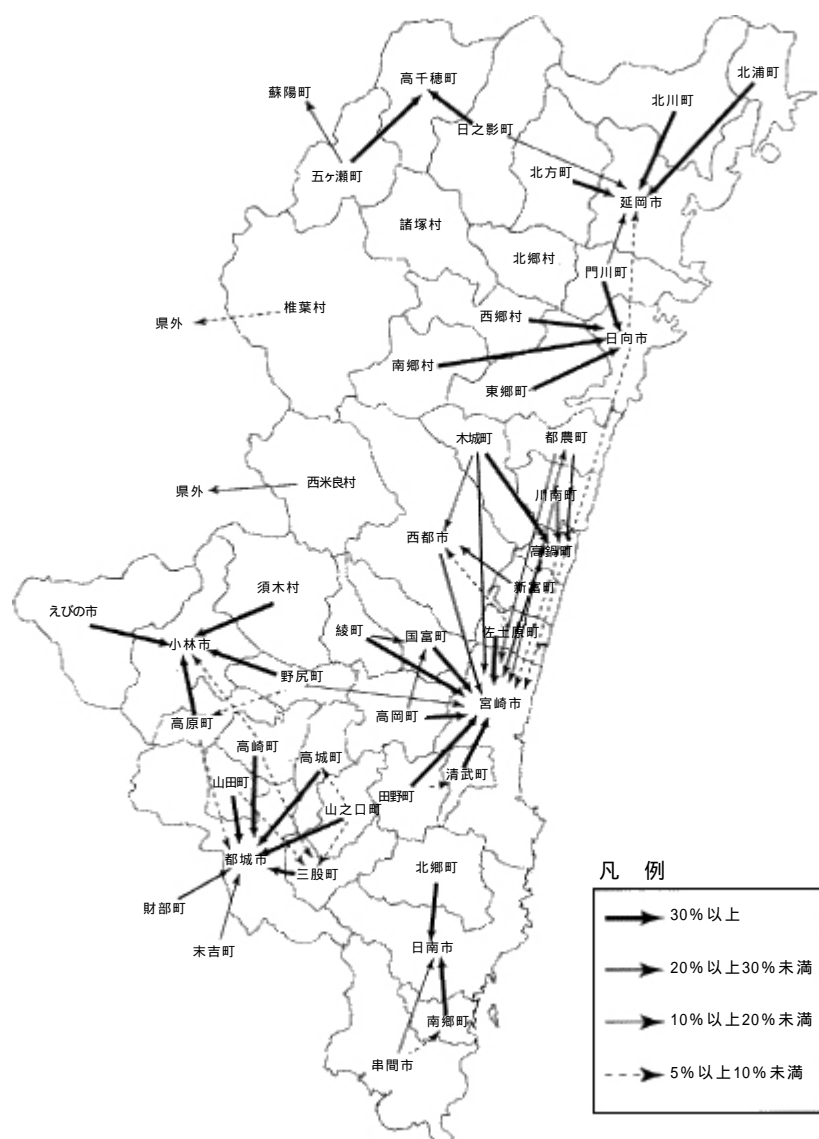 北浦町
高千穂町
蘇陽町
北川町
日之影町
五ヶ瀬町
北方町
延岡市
諸塚村
北郷村
門川町
椎葉村
県外
西郷村
日向市
南郷村
東郷町
木城町
都農町
西米良村
県外
川南町
西都市
高鍋町
須木村
新富町
えびの市
小林市
綾町
国富町
佐土原町
野尻町
宮崎市
高岡町
高原町
高崎町
高城町
清武町
山田町
田野町
山之口町
都城市
北郷町
三股町
財部町
末吉町
日南市
南郷町
串間市
凡 例
30%以上
20%以上30%未満
10%以上20%未満
5%以上10%未満